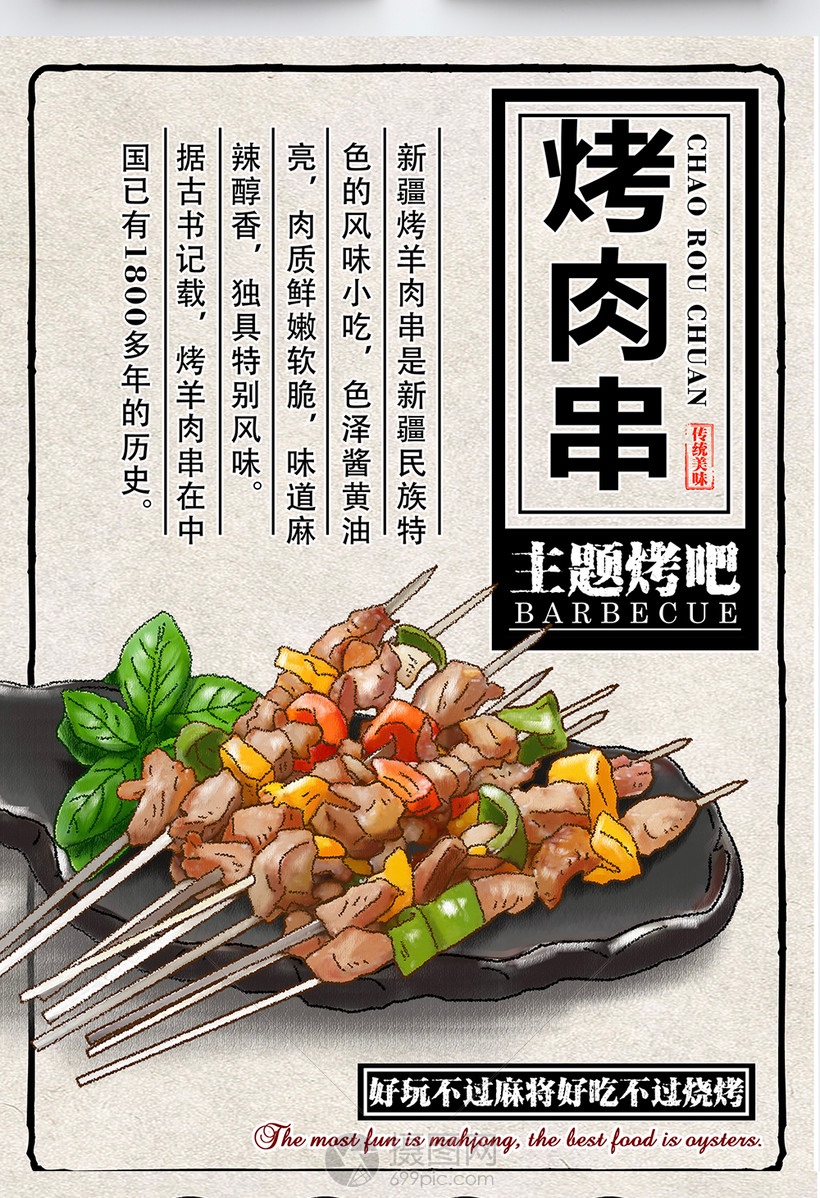 烤肉串
CHAO ROU CHUAN
传统美味
主题烤吧
BARBECUE
新疆烤羊肉串是新疆民族特
色的风味小吃，色泽酱黄油
亮，肉质鲜嫩软脆，味道麻
辣醇香，独具特别风味。
据古书记载，烤羊肉串在中
国已有1800多年的历史。
好玩不过麻将好吃不过烧烤
The most fun is mahjong, the best food is oysters.
摄图网
699pic.com